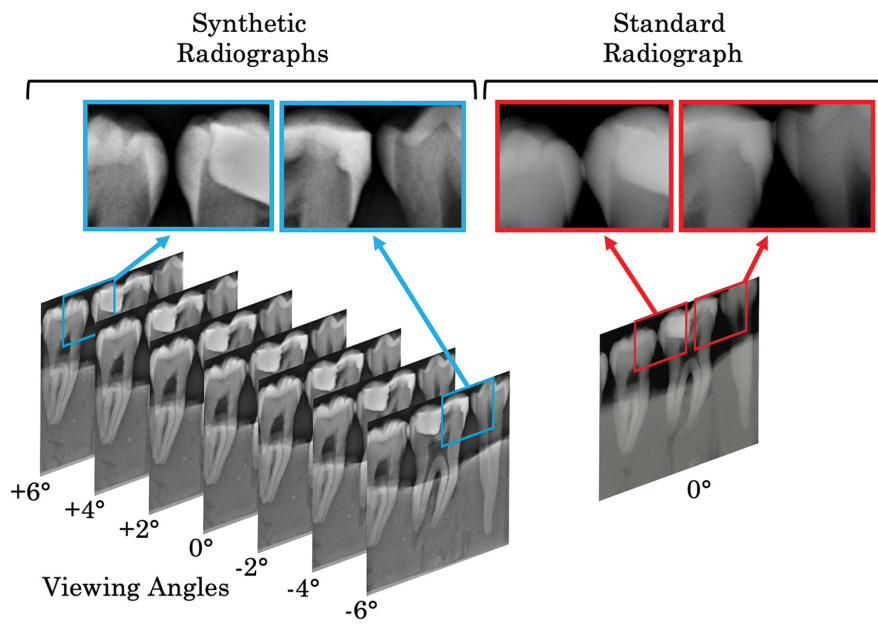 Synthetic
Radiographs
Standard
Radiograph
+6°
+4°
+2°
0°
-2°
-4°
-6°
0°
Viewing Angles